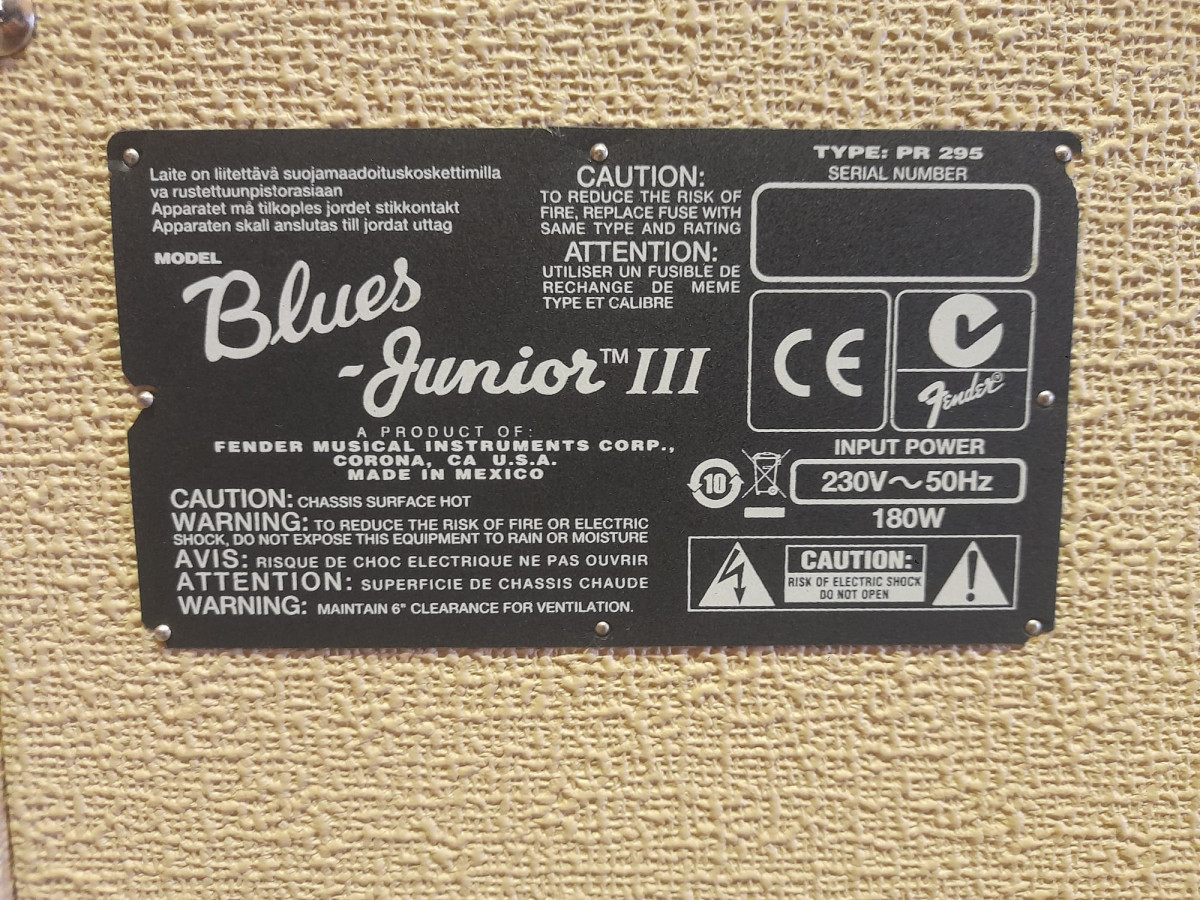 Laite on liitettävä suojamaadoituskoskettimilla
va rustettuunpistorasiaan
Apparatet må tilkoples jordet stikkontakt
Apparaten skall anslutas till jordat uttag
MODEL
Blues
-Junior™ III
A PRODUCT OF:
FENDER MUSICAL INSTRUMENTS CORP.,
CORONA, CA U.S.A.
MADE IN MEXICO
CAUTION: CHASSIS SURFACE HOT
WARNING: TO REDUCE THE RISK OF FIRE OR ELECTRIC
SHOCK, DO NOT EXPOSE THIS EQUIPMENT TO RAIN OR MOISTURE
AVIS: RISQUE DE CHOC ELECTRIQUE NE PAS OUVRIR
ATTENTION: SUPERFICIE DE CHASSIS CHAUDE
WARNING: MAINTAIN 6" CLEARANCE FOR VENTILATION.
CAUTION:
TO REDUCE THE RISK OF
FIRE, REPLACE FUSE WITH
SAME TYPE AND RATING
ATTENTION:
UTILISER UN FUSIBLE DE
RECHANGE DE MEME
TYPE ET CALIBRE
TYPE: PR 295
SERIAL NUMBER
CE
Fender®
INPUT POWER
10
230V~50Hz
180W
CAUTION:
RISK OF ELECTRIC SHOCK
DO NOT OPEN